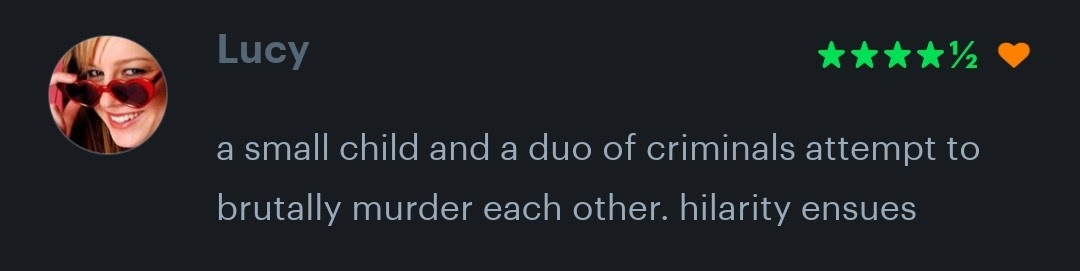 Lucy ★★★★½
a small child and a duo of criminals attempt to
brutally murder each other. hilarity ensues